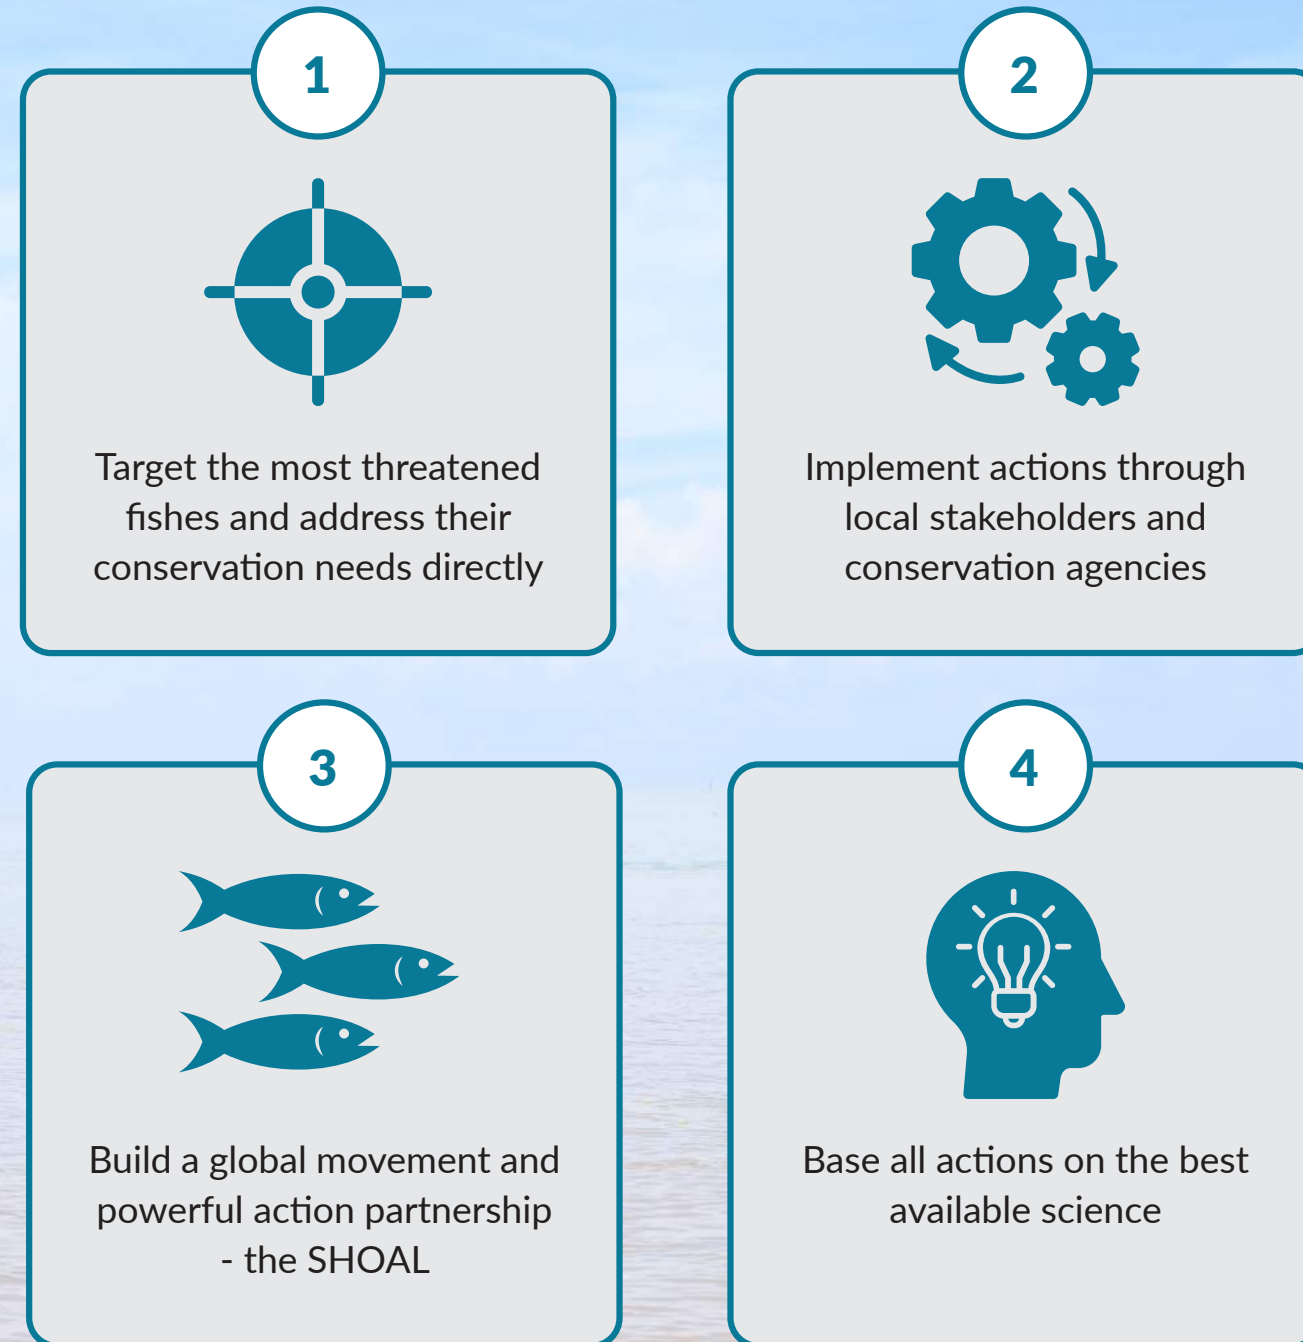 1
Target the most threatened
fishes and address their
conservation needs directly
2
Implement actions through
local stakeholders and
conservation agencies
3
Build a global movement and
powerful action partnership
- the SHOAL
4
Base all actions on the best
available science